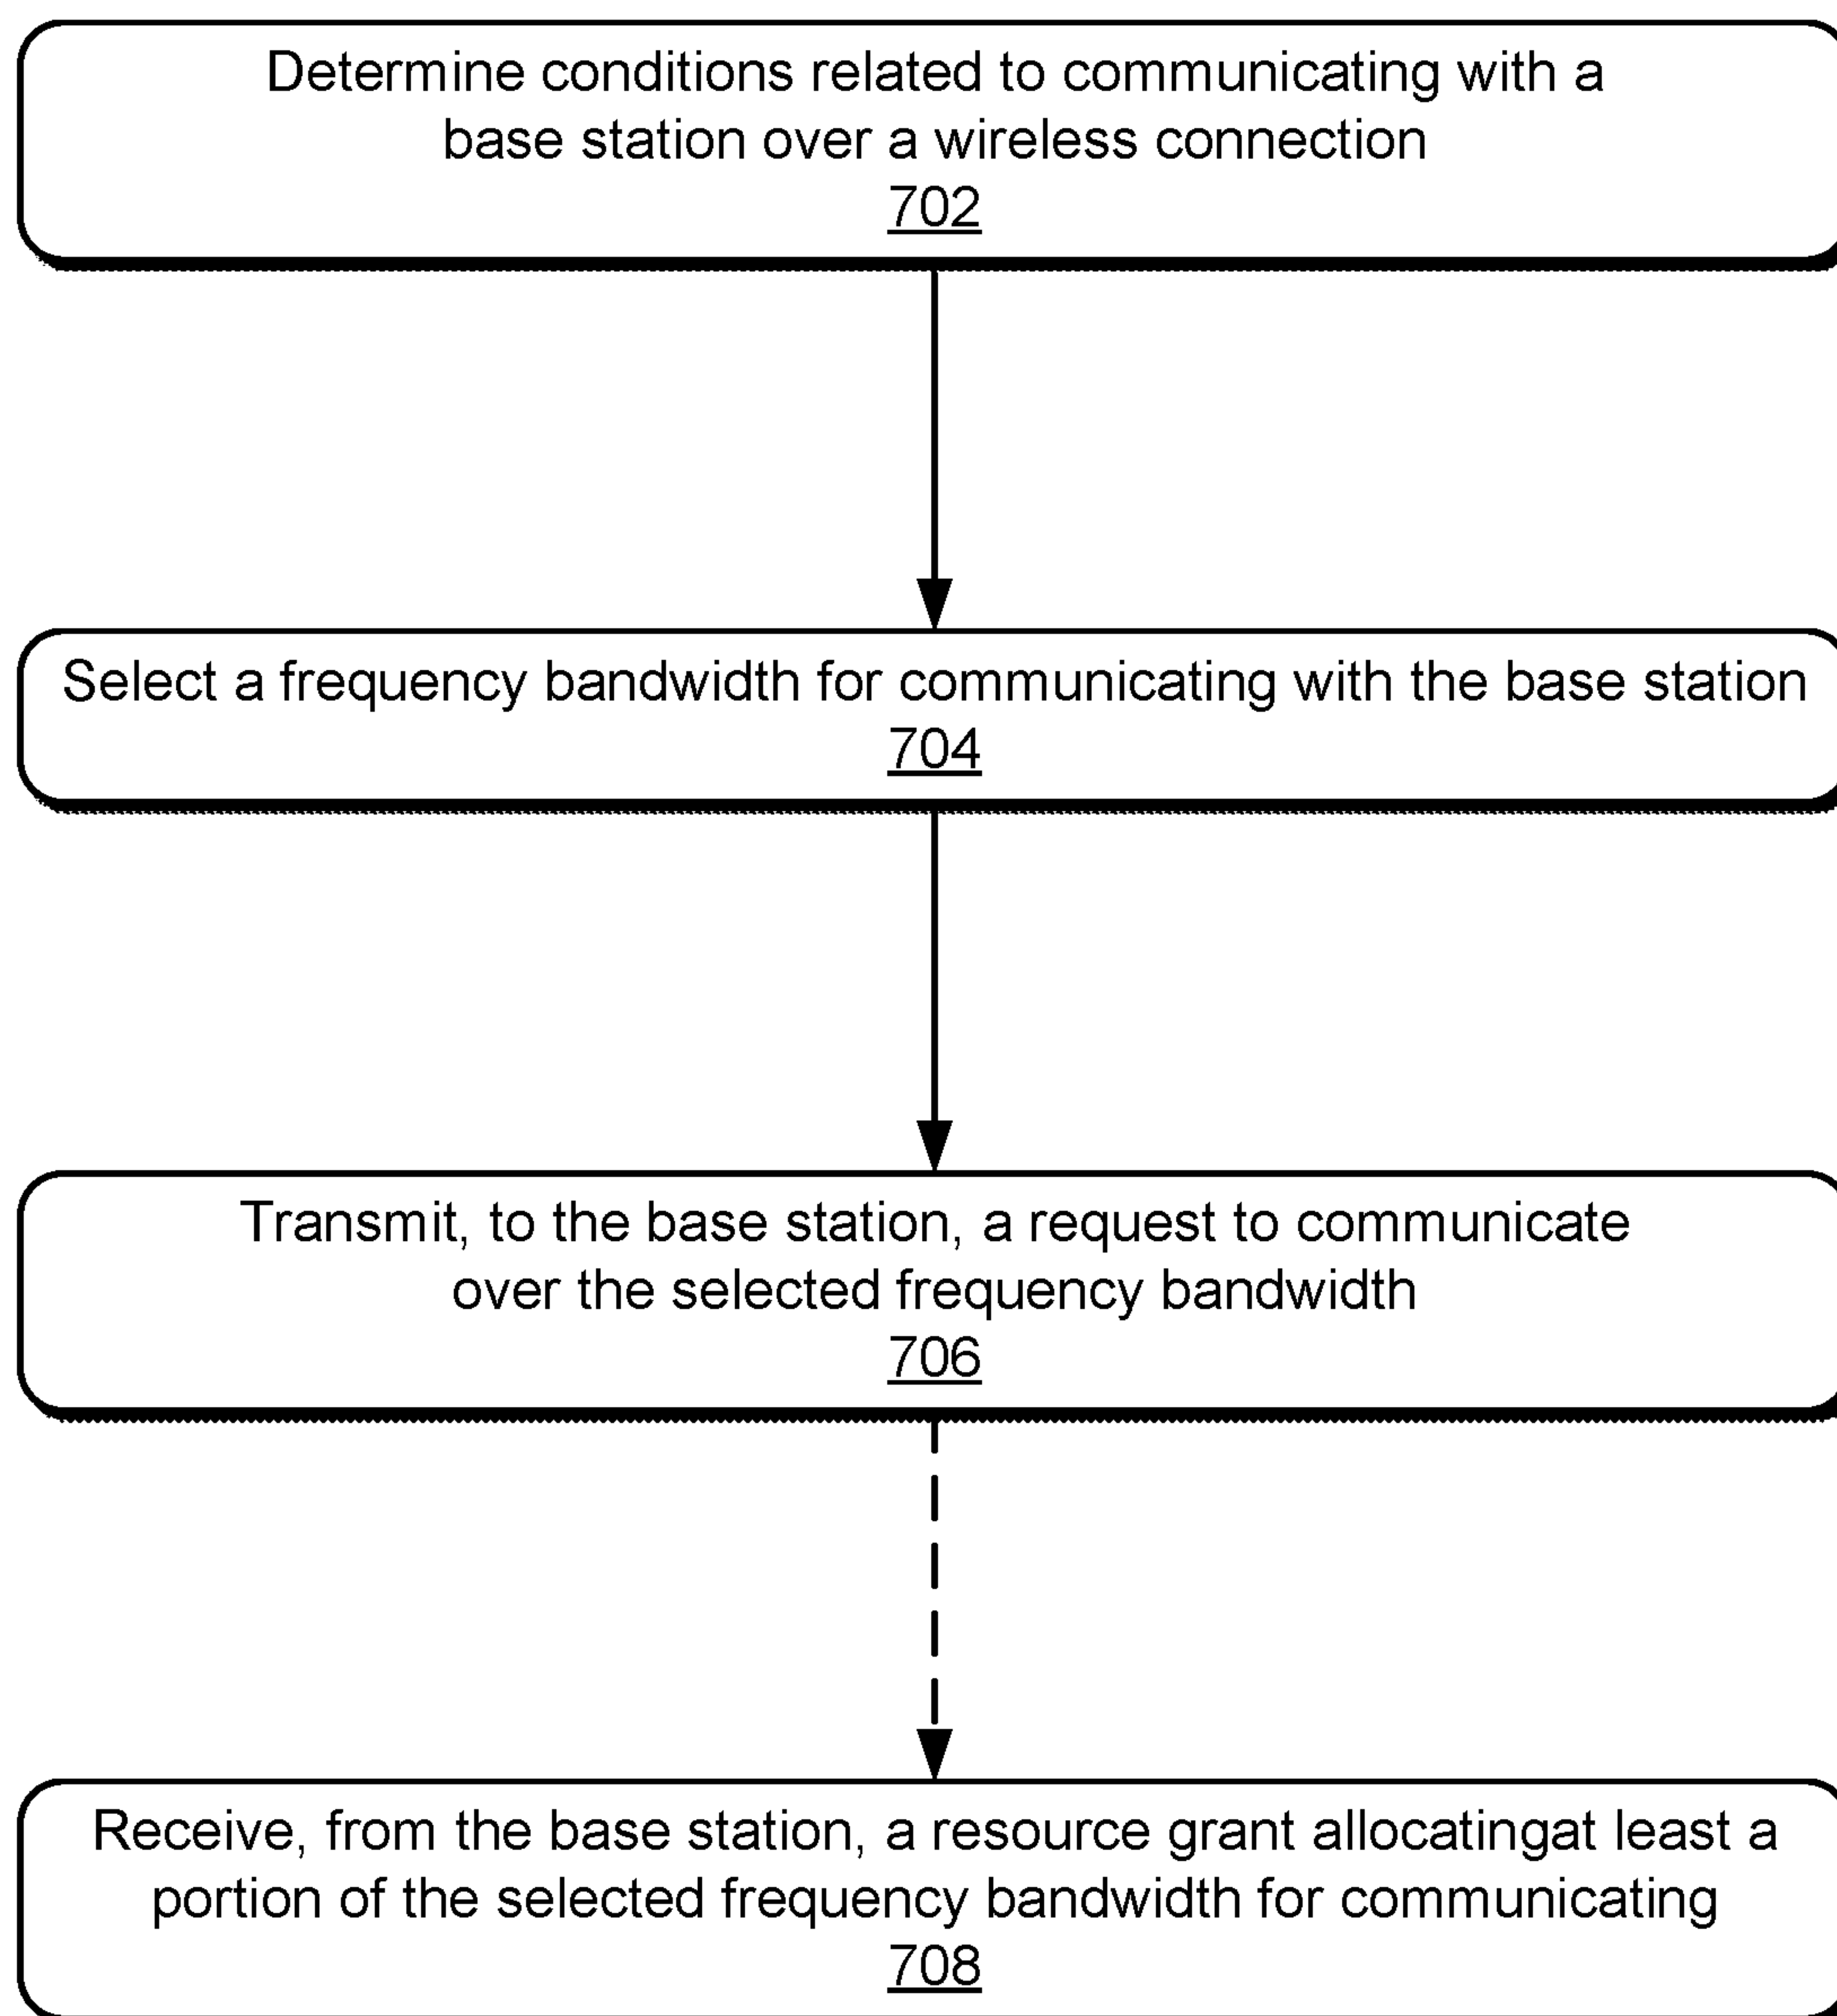 Determine conditions related to communicating with a
base station over a wireless connection
702
Select a frequency bandwidth for communicating with the base station
704
Transmit, to the base station, a request to communicate
over the selected frequency bandwidth
706
Receive, from the base station, a resource grant allocatingat least a
portion of the selected frequency bandwidth for communicating
708